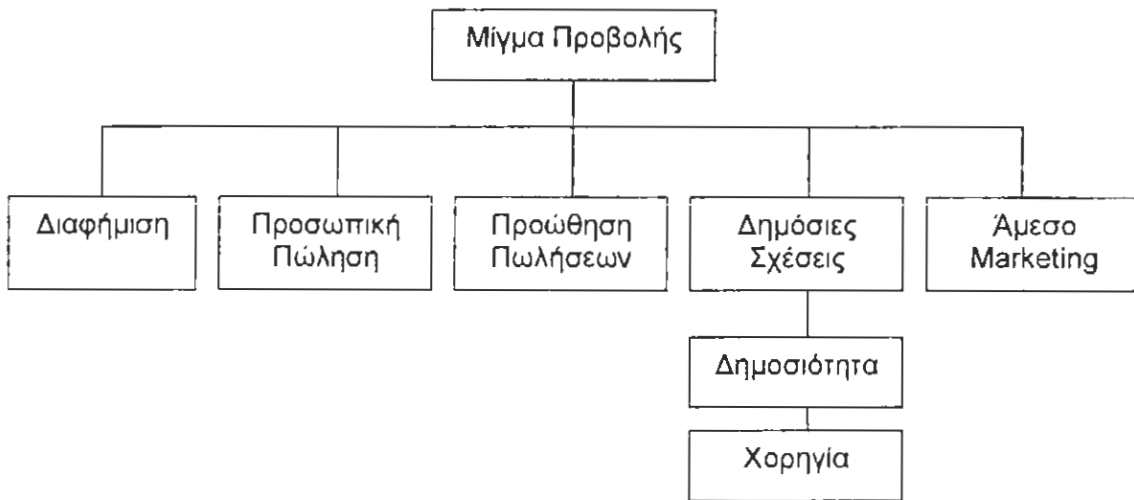 Μίγμα Προβολής
Διαφήμιση
Προσωπική
Πώληση
Προώθηση
Πωλήσεων
Δημόσιες
Σχέσεις
Άμεσο
Marketing
Δημοσιότητα
Χορηγία